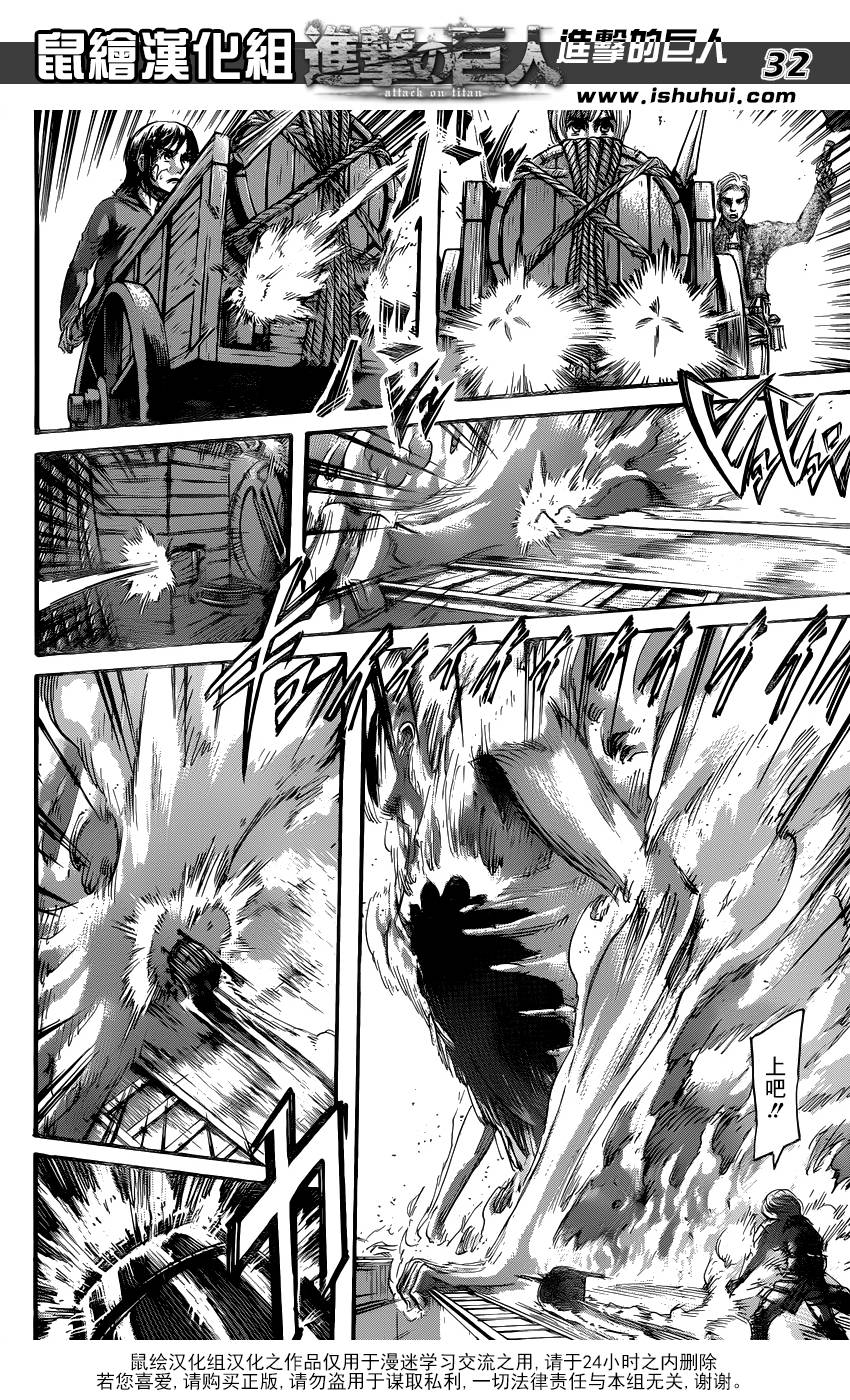 鼠繪漢化組 進撃の巨人 進擊的巨人 32
attack on titan
www.ishuhui.com
上吧!!
鼠绘汉化组汉化之作品仅用于漫迷学习交流之用, 请于24小时之内删除
若您喜爱, 请购买正版, 请勿盗用于谋取私利, 一切法律责任与本组无关, 谢谢。